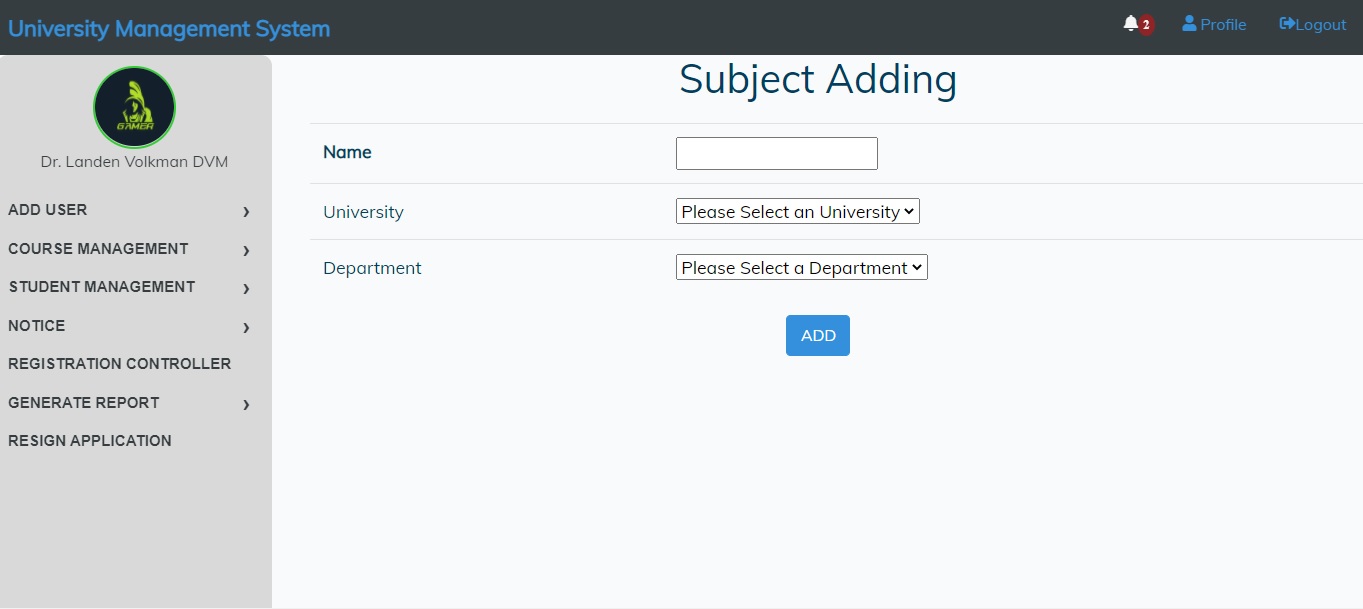 University Management System
2
Profile
Logout
GAMER
Dr. Landen Volkman DVM
ADD USER
COURSE MANAGEMENT
STUDENT MANAGEMENT
NOTICE
REGISTRATION CONTROLLER
GENERATE REPORT
RESIGN APPLICATION
Subject Adding
Name
University
Please Select an University
Department
Please Select a Department
ADD